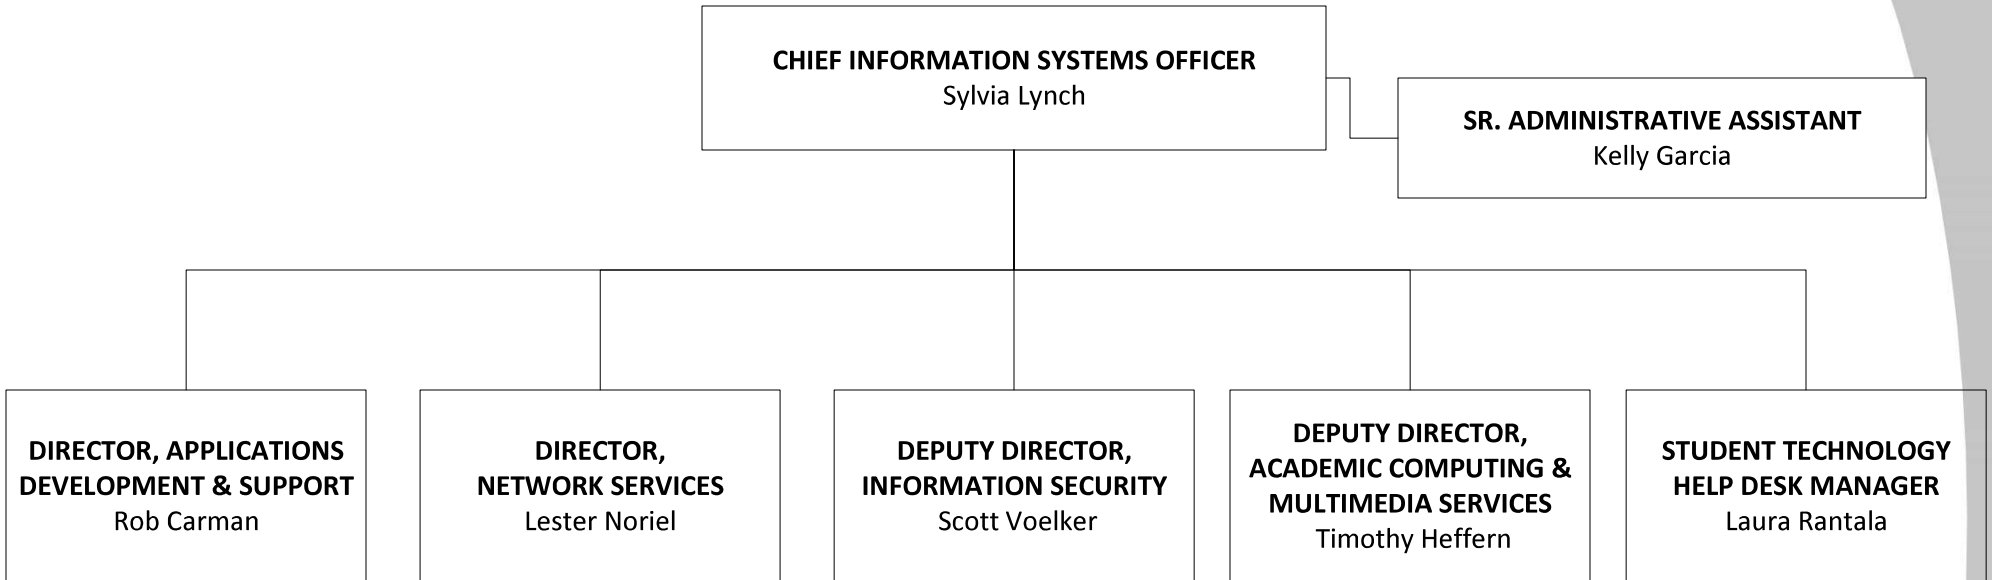 CHIEF INFORMATION SYSTEMS OFFICER
Sylvia Lynch
SR. ADMINISTRATIVE ASSISTANT
Kelly Garcia
DIRECTOR, APPLICATIONS
DEVELOPMENT & SUPPORT
Rob Carman
DIRECTOR,
NETWORK SERVICES
Lester Noriel
DEPUTY DIRECTOR,
INFORMATION SECURITY
Scott Voelker
DEPUTY DIRECTOR,
ACADEMIC COMPUTING &
MULTIMEDIA SERVICES
Timothy Heffern
STUDENT TECHNOLOGY
HELP DESK MANAGER
Laura Rantala